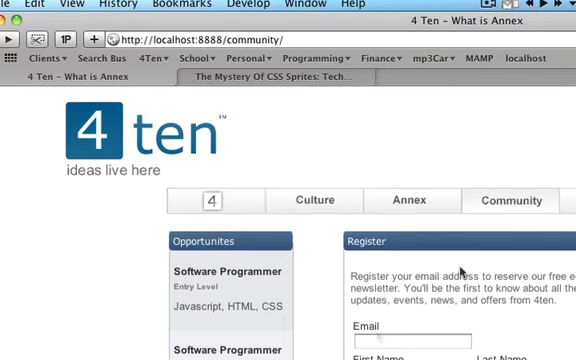 Edit View History Bookmarks Develop Window Help
4 Ten - What is Annex
1P + http://localhost:8888/community/
Clients Search Bus 4Ten School Programming Finance mp3Car MAMP localhost
4 Ten - What is Annex The Mystery Of CSS Sprites: Tech...
4 ten™
ideas live here
4 Culture Annex Community
Opportunites
Register
Software Programmer
Entry Level
Javascript, HTML, CSS
Software Programmer
Register your email address to reserve our free e
newsletter. You'll be the first to know about all the
updates, events, news, and offers from 4ten.
Email
First Name Last Name